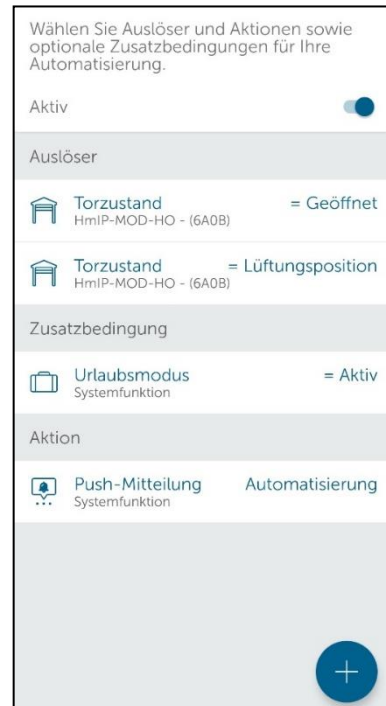 Wählen Sie Auslöser und Aktionen sowie
optionale Zusatzbedingungen für Ihre
Automatisierung.
Aktiv
Auslöser
Torzustand = Geöffnet
HmIP-MOD-HO - (6A0B)
Torzustand = Lüftungsposition
HmIP-MOD-HO - (6A0B)
Zusatzbedingung
Urlaubsmodus = Aktiv
Systemfunktion
Aktion
Push-Mitteilung Automatisierung
Systemfunktion